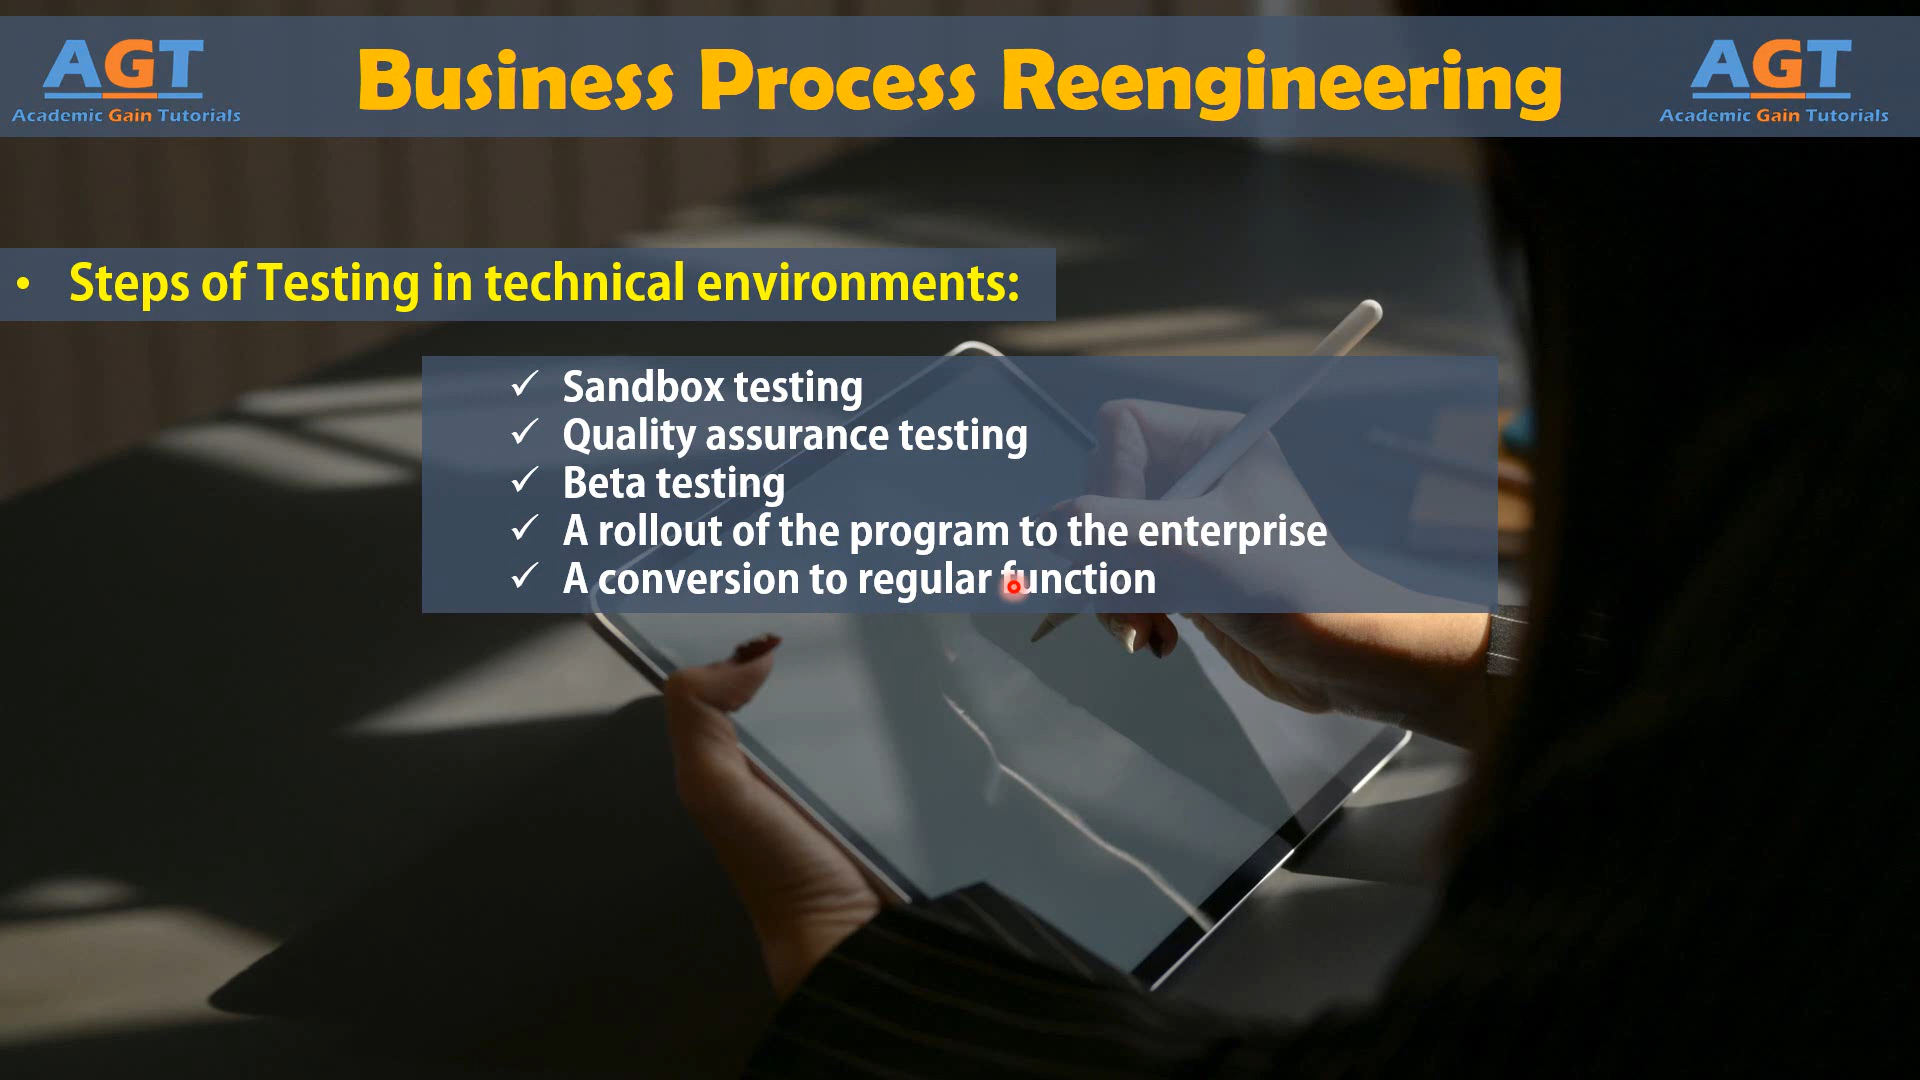 AGT
Academic Gain Tutorials
Business Process Reengineering
AGT
Academic Gain Tutorials
• Steps of Testing in technical environments:
✓ Sandbox testing
✓ Quality assurance testing
✓ Beta testing
✓ A rollout of the program to the enterprise
✓ A conversion to regular function